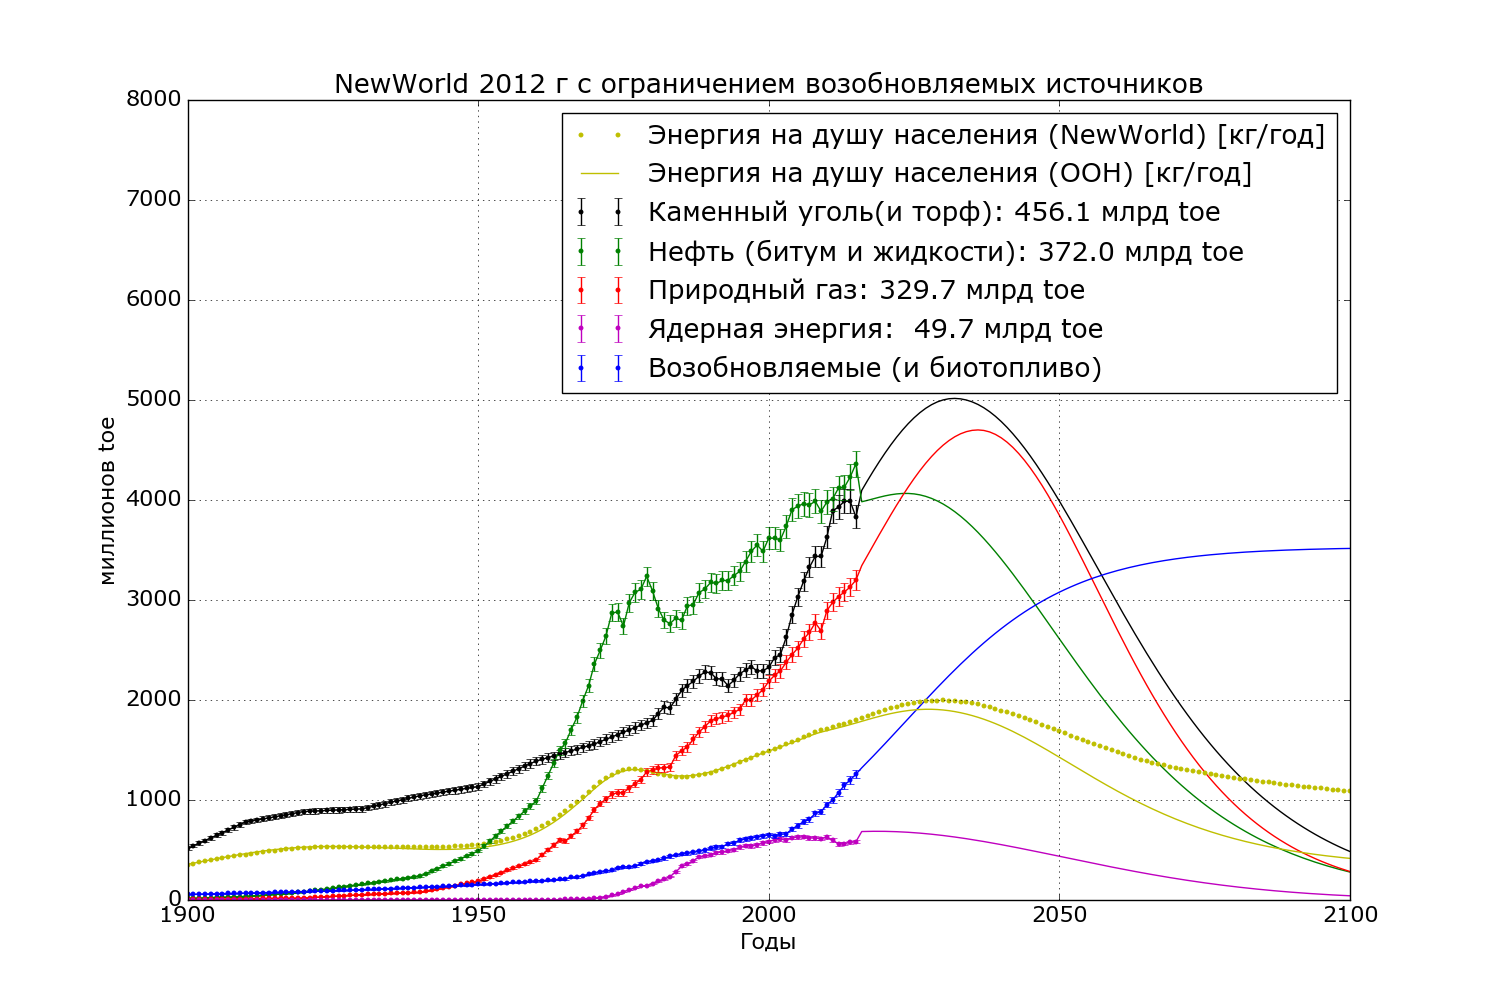 NewWorld 2012 г с ограничением возобновляемых источников
8000
7000
6000
5000
4000
3000
2000
1000
0
миллионов toe
Энергия на душу населения (NewWorld) [кг/год]
Энергия на душу населения (ООН) [кг/год]
Каменный уголь(и торф): 456.1 млрд toe
Нефть (битум и жидкости): 372.0 млрд toe
Природный газ: 329.7 млрд toe
Ядерная энергия:  49.7 млрд toe
Возобновляемые (и биотопливо)
1900 1950 2000 2050 2100
Годы